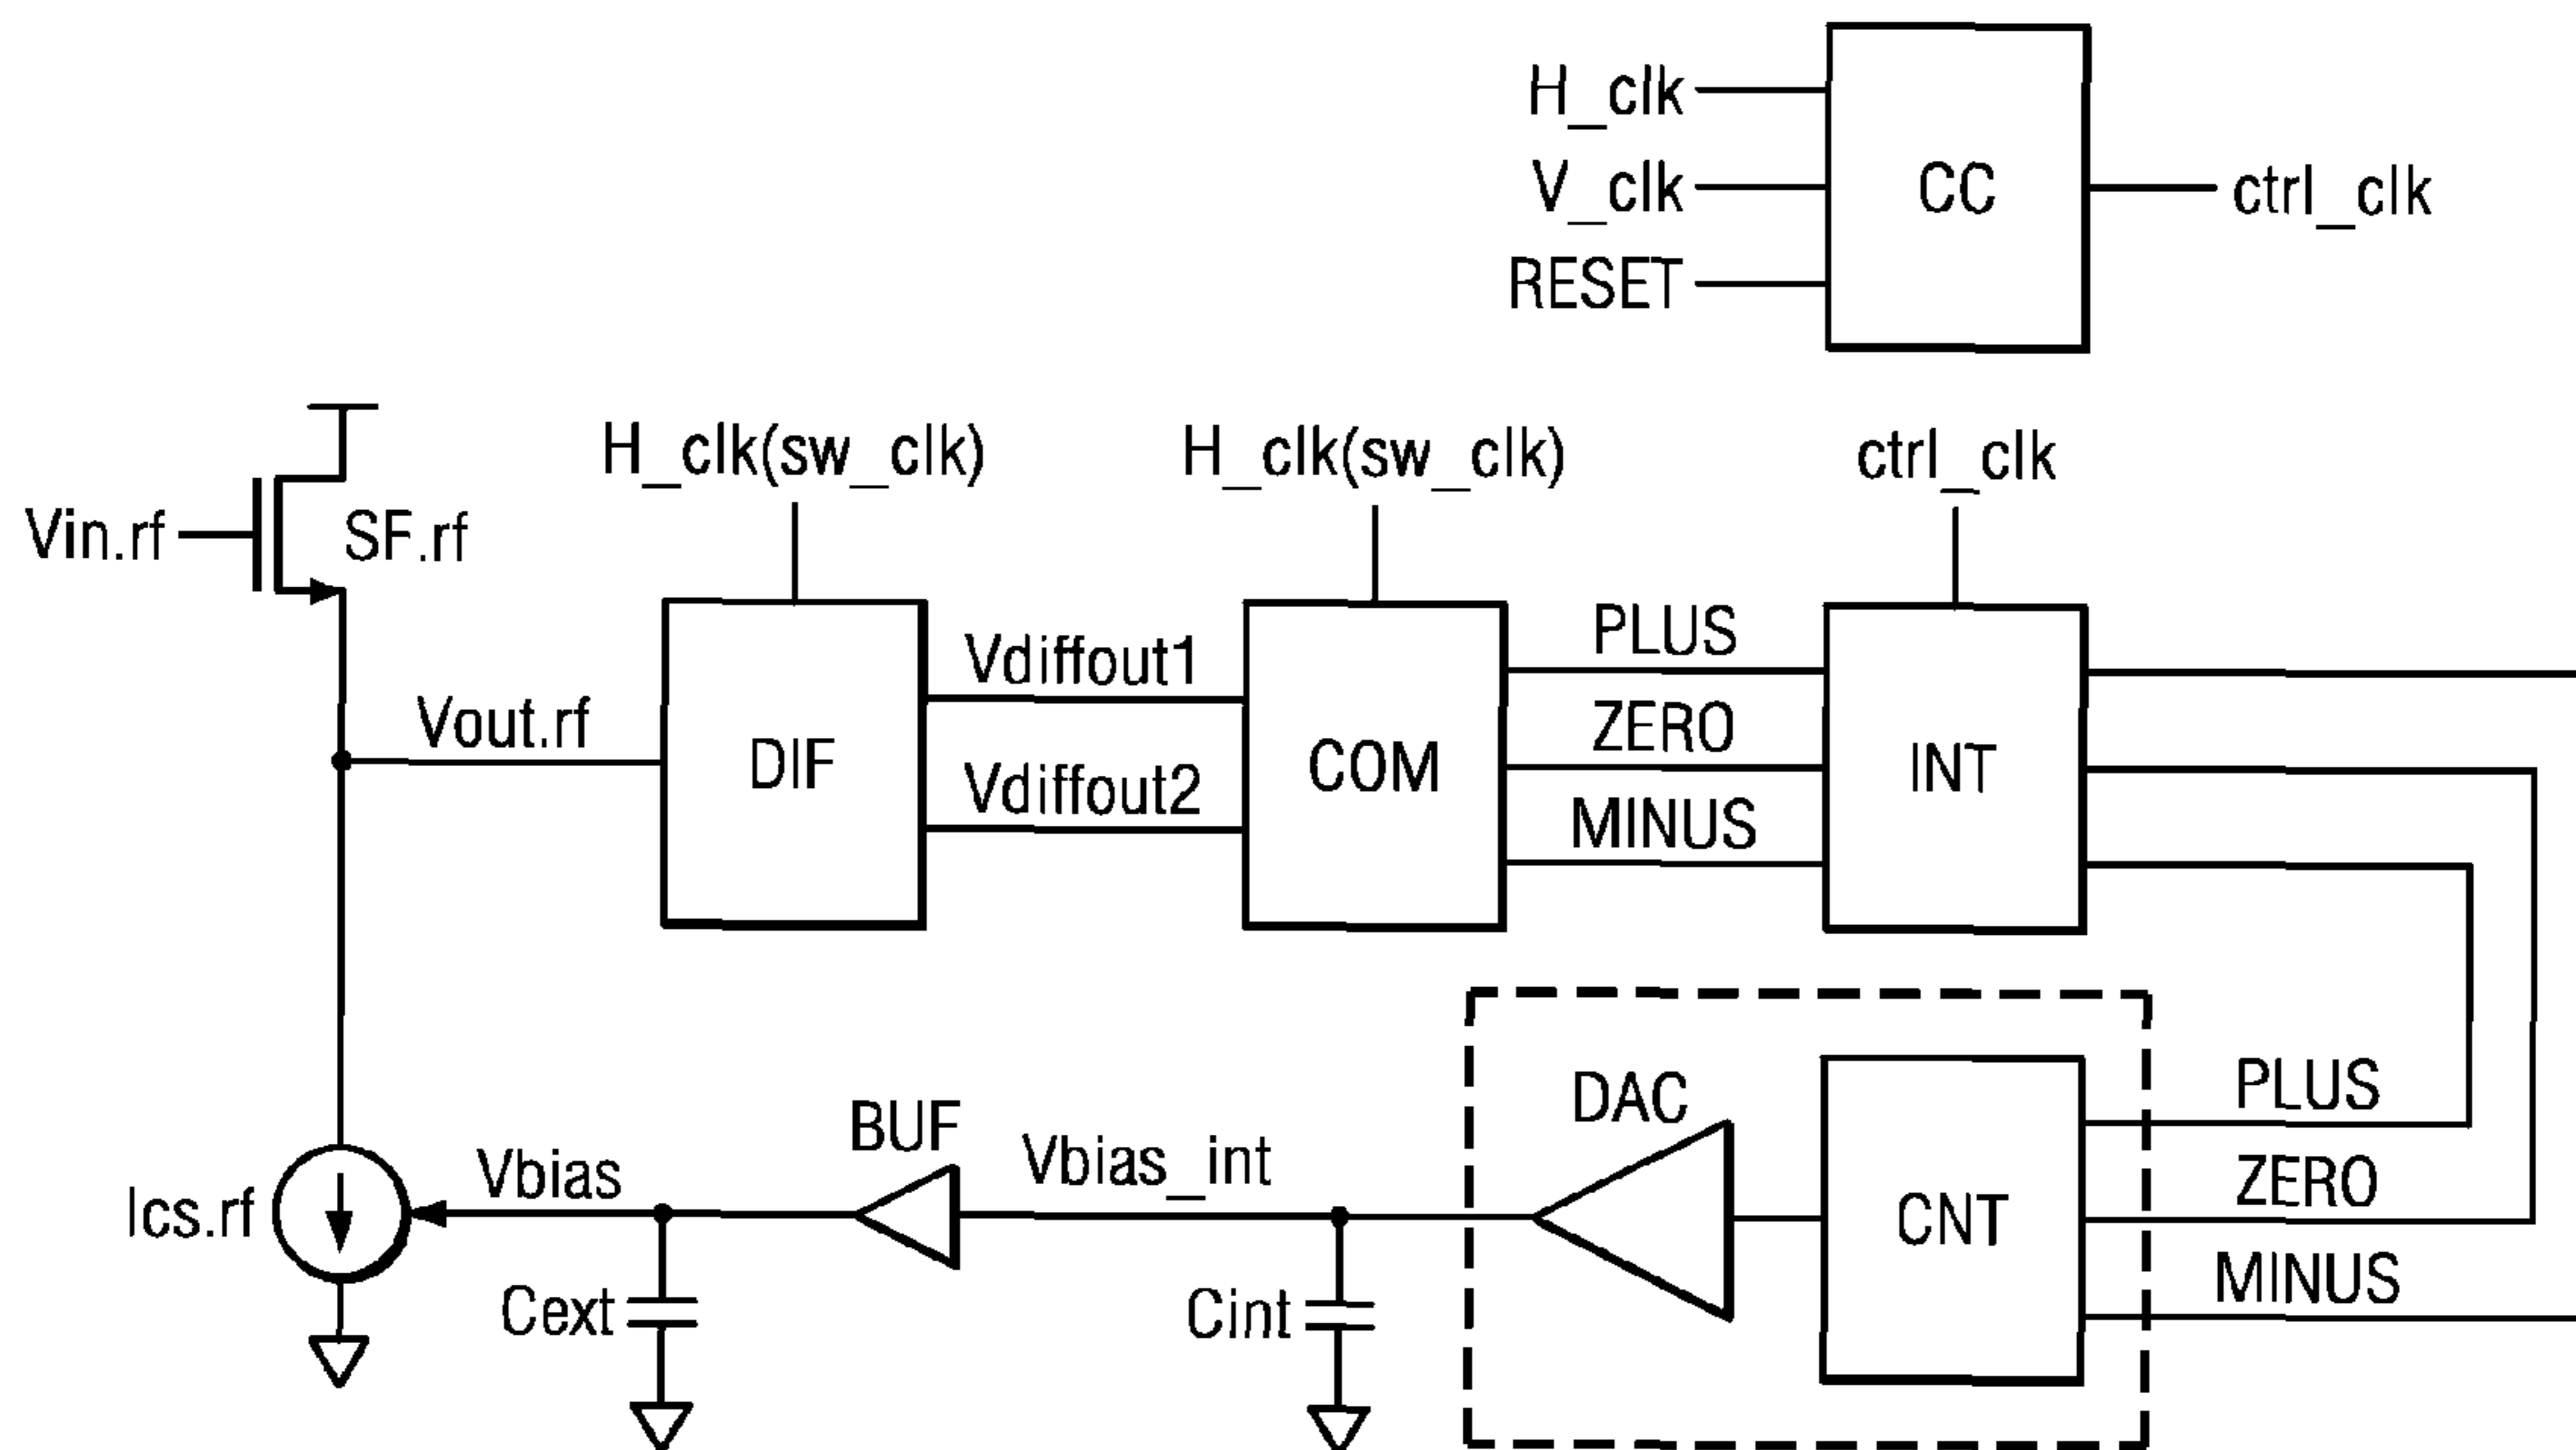 H_clk
V_clk
CC
ctrl_clk
RESET
H_clk(sw_clk)
H_clk(sw_clk)
ctrl_clk
Vin.rf
SF.rf
Vout.rf
DIF
Vdiffout1
Vdiffout2
COM
PLUS
ZERO
MINUS
INT
Ics.rf
Vbias
BUF
Vbias_int
DAC
CNT
PLUS
ZERO
MINUS
Cext
Cint